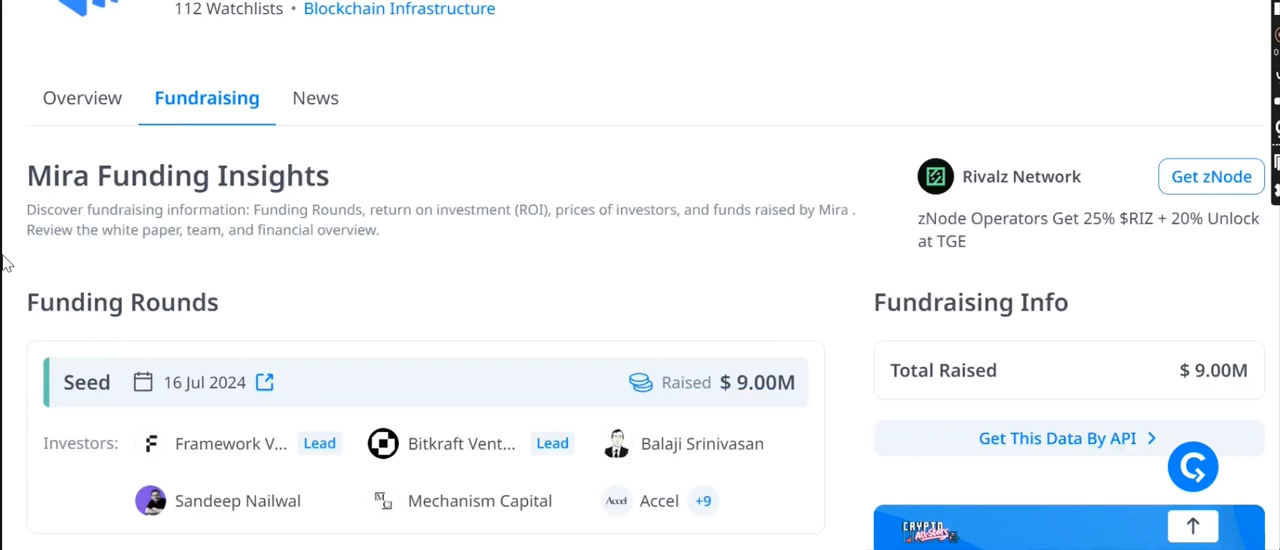 112 Watchlists • Blockchain Infrastructure
Overview Fundraising News
Mira Funding Insights
Discover fundraising information: Funding Rounds, return on investment (ROI), prices of investors, and funds raised by Mira .
Review the white paper, team, and financial overview.
Rivalz Network Get zNode
zNode Operators Get 25% $RIZ + 20% Unlock
at TGE
Funding Rounds
Seed 16 Jul 2024 Raised $ 9.00M
Investors: Framework V... Lead Bitkraft Vent... Lead Balaji Srinivasan
Sandeep Nailwal Mechanism Capital Accel Accel +9
Fundraising Info
Total Raised $ 9.00M
Get This Data By API
CRYPTO